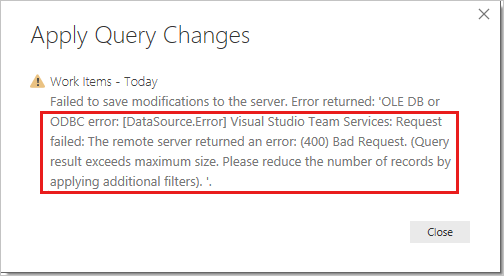 Apply Query Changes
Work Items - Today
Failed to save modifications to the server. Error returned: 'OLE DB or
ODBC error: [DataSource.Error] Visual Studio Team Services: Request
failed: The remote server returned an error: (400) Bad Request. (Query
result exceeds maximum size. Please reduce the number of records by
applying additional filters). '.
Close